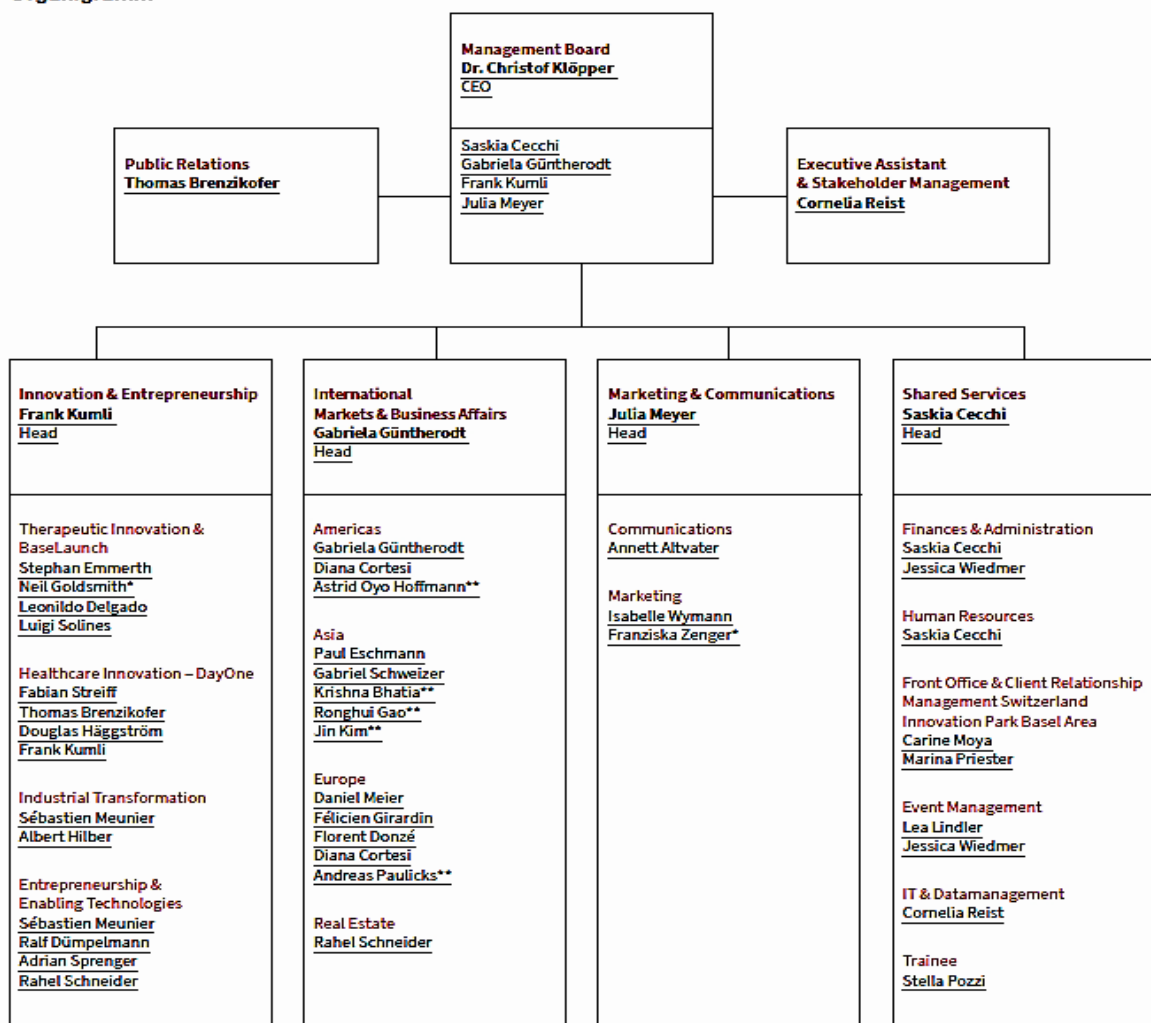 Management Board
Dr. Christof Klöpper
CEO
Saskia Cecchi
Gabriela Güntherodt
Frank Kumli
Julia Meyer
Public Relations
Thomas Brenzikofer
Executive Assistant
& Stakeholder Management
Cornelia Reist
Innovation & Entrepreneurship
Frank Kumli
Head
Therapeutic Innovation &
BaseLaunch
Stephan Emmerth
Neil Goldsmith*
Leonildo Delgado
Luigi Solines
Healthcare Innovation – DayOne
Fabian Streiff
Thomas Brenzikofer
Douglas Häggström
Frank Kumli
Industrial Transformation
Sébastien Meunier
Albert Hilber
Entrepreneurship &
Enabling Technologies
Sébastien Meunier
Ralf Dümpelmann
Adrian Sprenger
Rahel Schneider
International
Markets & Business Affairs
Gabriela Güntherodt
Head
Americas
Gabriela Güntherodt
Diana Cortesi
Astrid Oyo Hoffmann**
Asia
Paul Eschmann
Gabriel Schweizer
Krishna Bhatia**
Ronghui Gao**
Jin Kim**
Europe
Daniel Meier
Félicien Girardin
Florent Donzé
Diana Cortesi
Andreas Paulicks**
Real Estate
Rahel Schneider
Marketing & Communications
Julia Meyer
Head
Communications
Annett Altvater
Marketing
Isabelle Wymann
Franziska Zenger*
Shared Services
Saskia Cecchi
Head
Finances & Administration
Saskia Cecchi
Jessica Wiedmer
Human Resources
Saskia Cecchi
Front Office & Client Relationship
Management Switzerland
Innovation Park Basel Area
Carine Moya
Marina Priester
Event Management
Lea Lindler
Jessica Wiedmer
IT & Datamanagement
Cornelia Reist
Trainee
Stella Pozzi